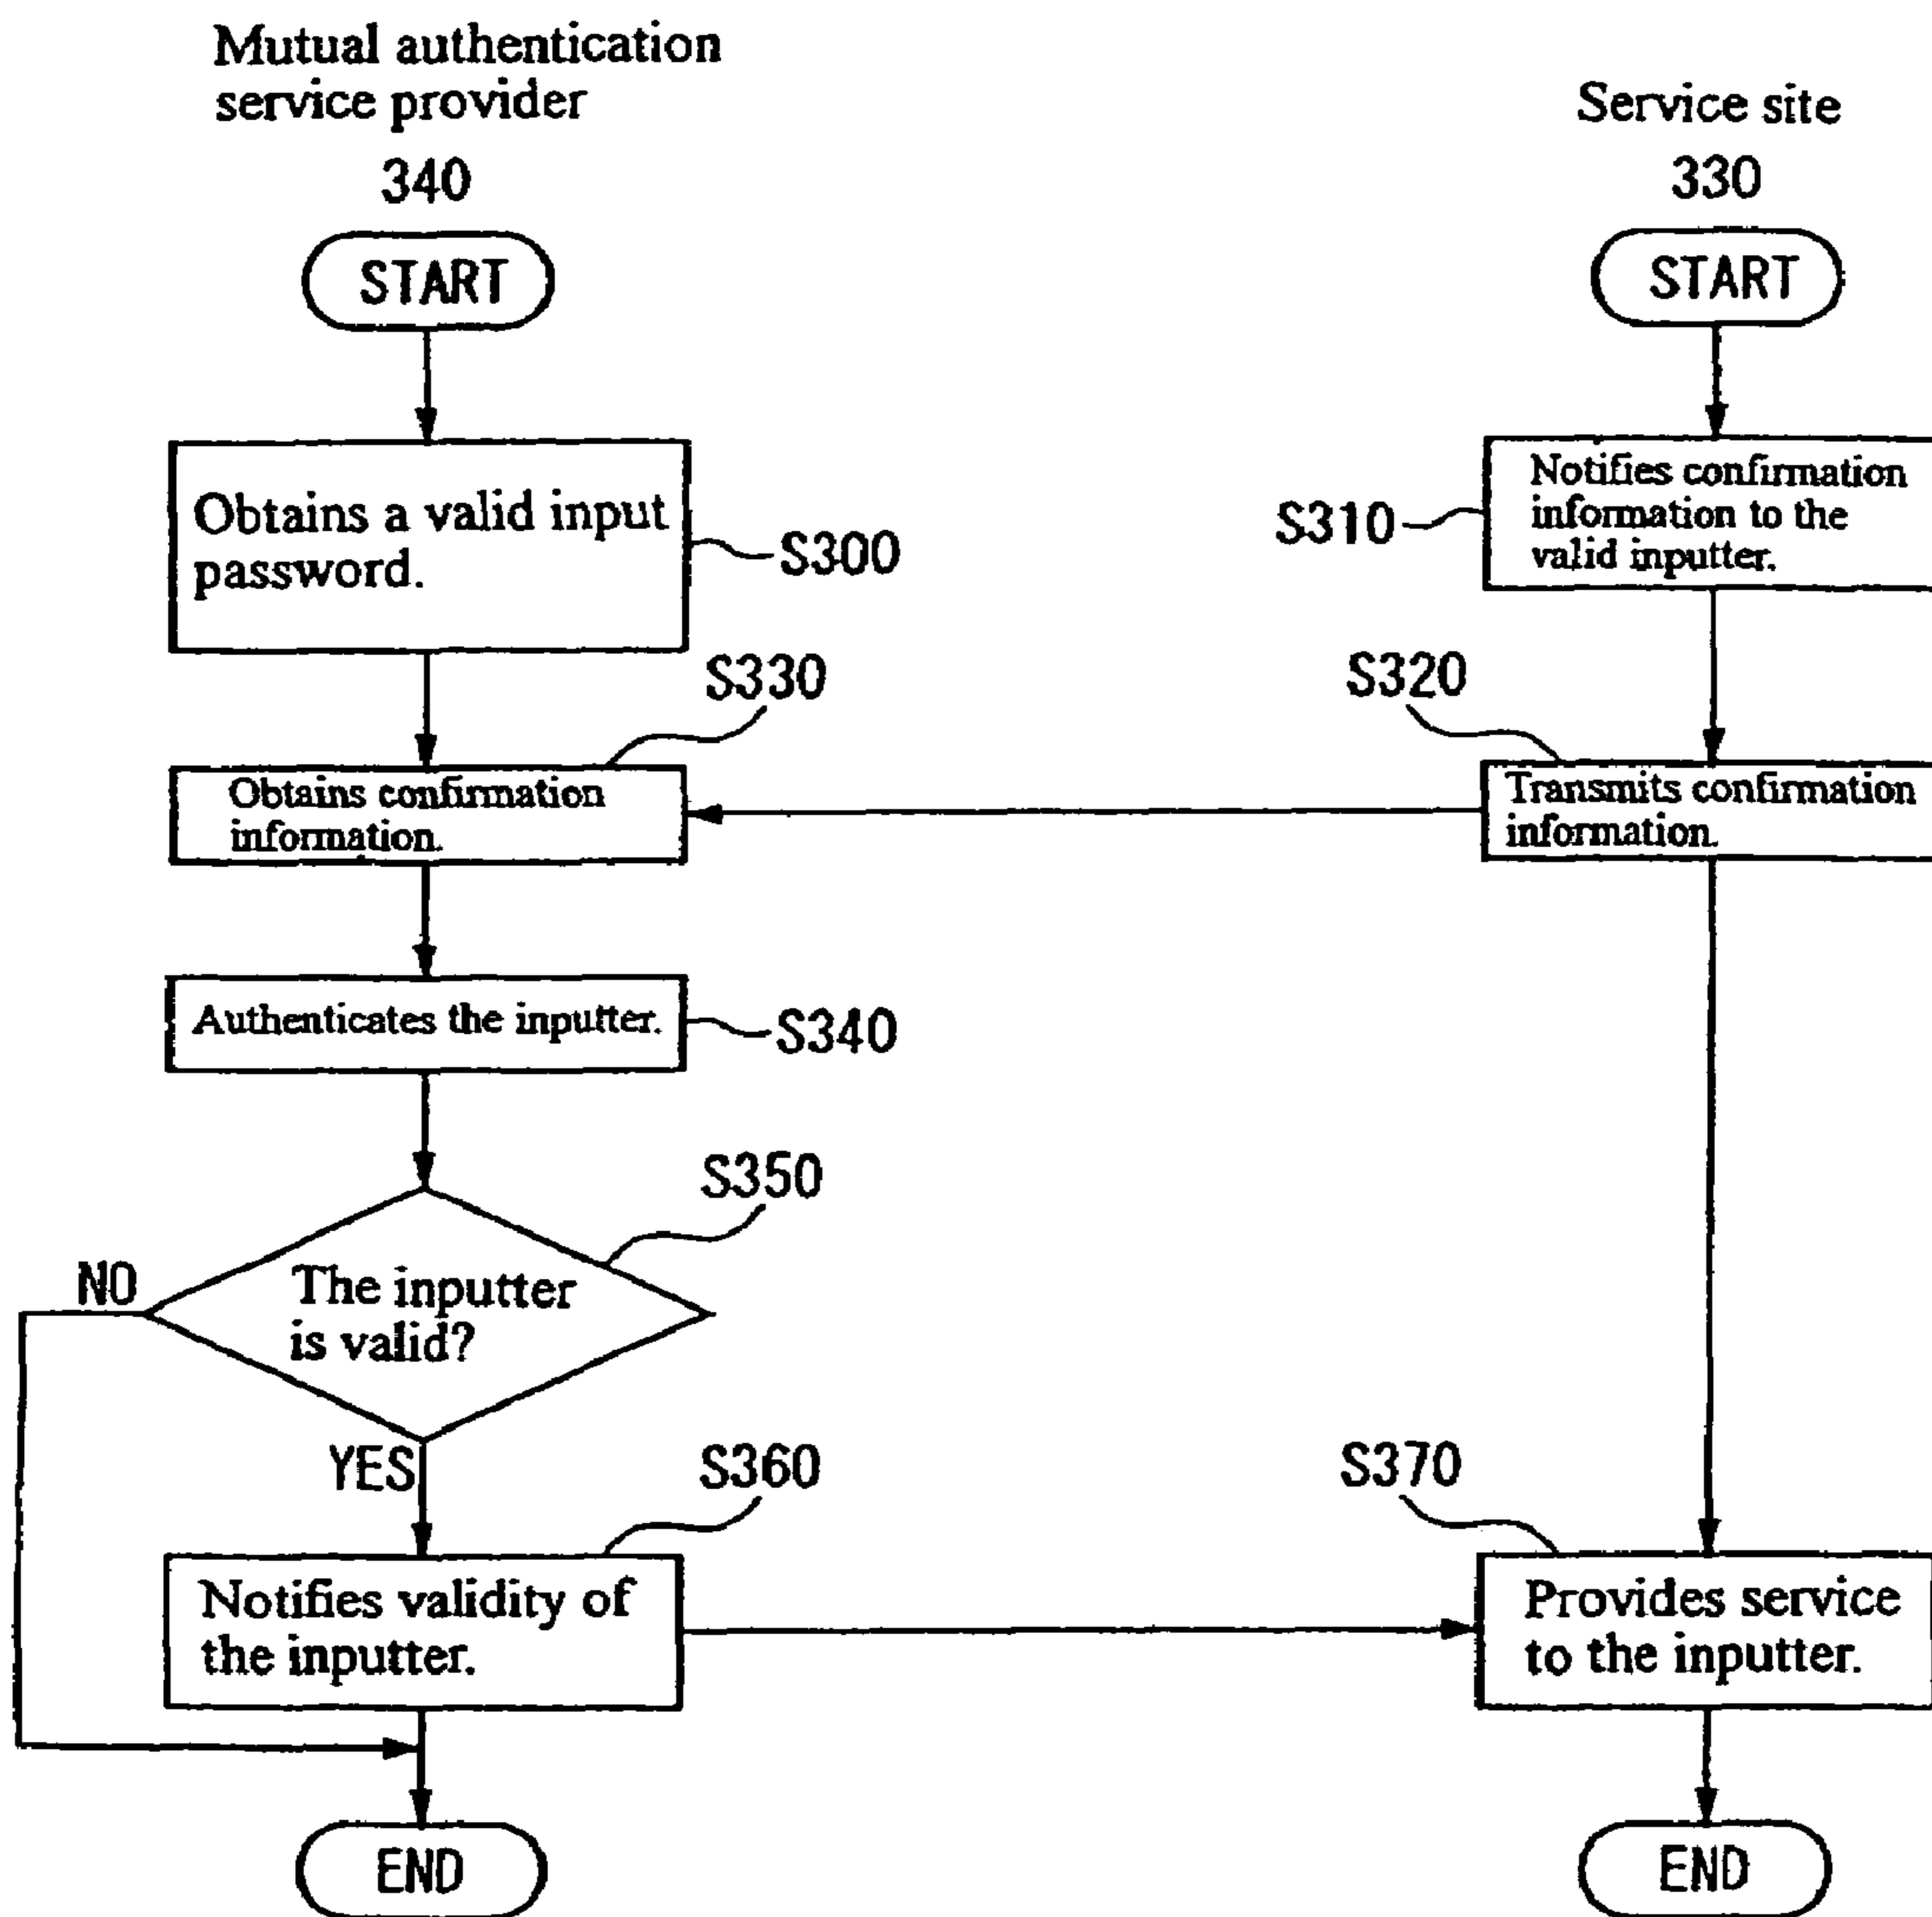 Mutual authentication
service provider
340
START
Obtains a valid input
password.
S300
S330
Obtains confirmation
information.
Authenticates the inputter.
S340
S350
NO
The inputter
is valid?
YES
S360
Notifies validity of
the inputter.
END
Service site
330
START
S310
Notifies confirmation
information to the
valid inputter.
S320
Transmits confirmation
information.
S370
Provides service
to the inputter.
END